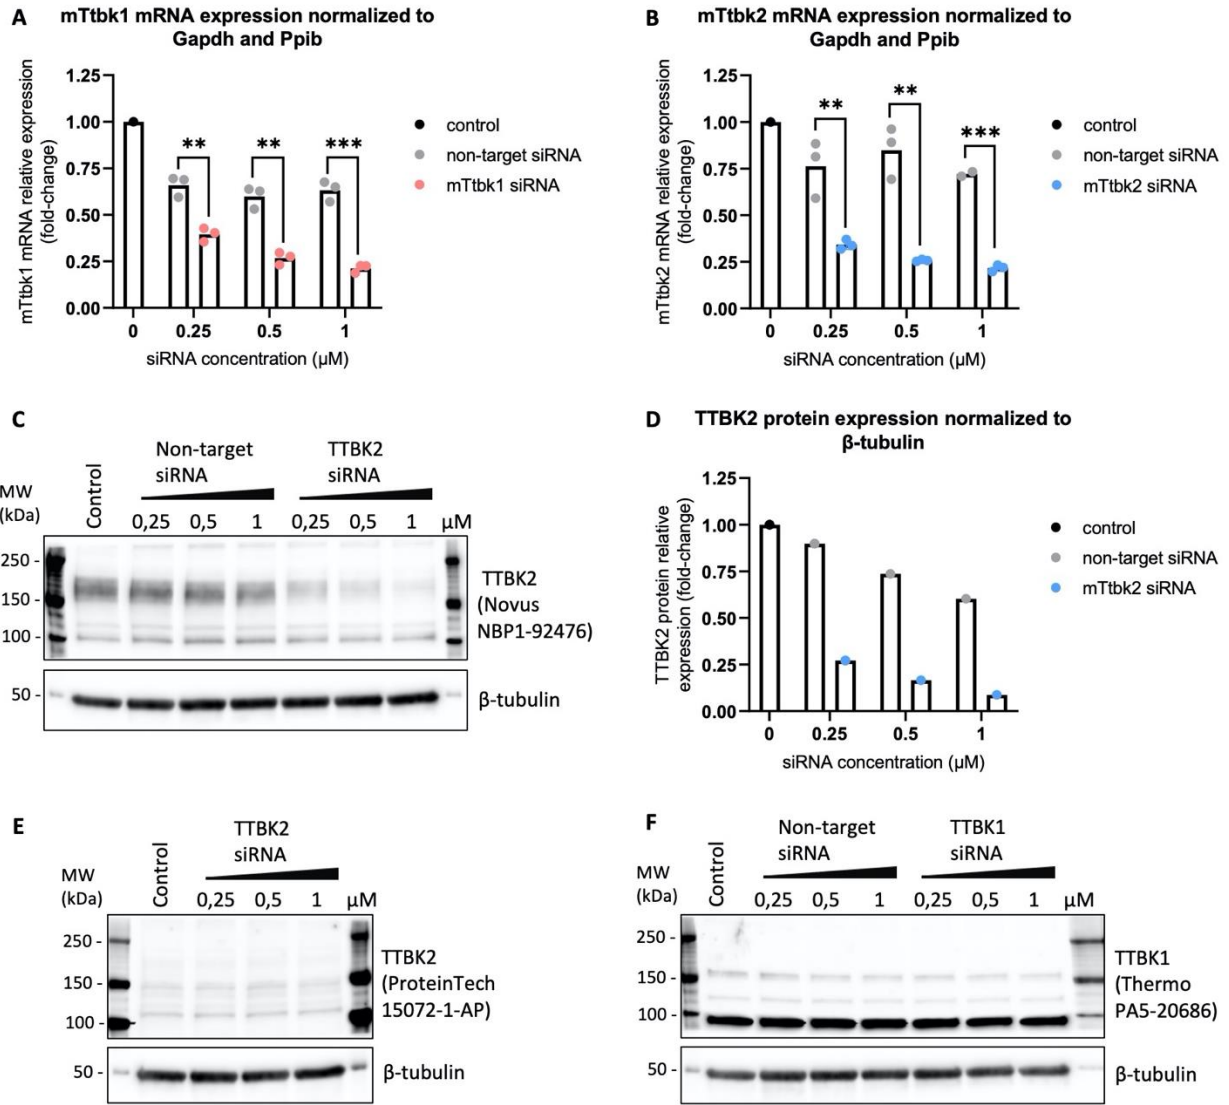 A
mTtbk1 mRNA expression normalized to
Gapdh and Ppib
mTtbk1 mRNA relative expression
(fold-change)
1.25
1.00
0.75
0.50
0.25
0.00
** ** ***
0 0.25 0.5 1
siRNA concentration (µM)
control
non-target siRNA
mTtbk1 siRNA
B
mTtbk2 mRNA expression normalized to
Gapdh and Ppib
mTtbk2 mRNA relative expression
(fold-change)
1.25
1.00
0.75
0.50
0.25
0.00
** ** ***
0 0.25 0.5 1
siRNA concentration (µM)
control
non-target siRNA
mTtbk2 siRNA
C
MW
(kDa)
Control
Non-target
siRNA
TTBK2
siRNA
0,25 0,5 1 0,25 0,5 1 µM
250 -
150 -
100 -
TTBK2
(Novus
NBP1-92476)
50 -
β-tubulin
D
TTBK2 protein expression normalized to
β-tubulin
TTBK2 protein relative
expression (fold-change)
1.25
1.00
0.75
0.50
0.25
0.00
0 0.25 0.5 1
siRNA concentration (µM)
control
non-target siRNA
mTtbk2 siRNA
E
MW
(kDa)
Control
TTBK2
siRNA
0,25 0,5 1 µM
250 -
150 -
100 -
TTBK2
(ProteinTech
15072-1-AP)
50 -
β-tubulin
F
MW
(kDa)
Control
Non-target
siRNA
TTBK1
siRNA
0,25 0,5 1 0,25 0,5 1 µM
250 -
150 -
100 -
TTBK1
(Thermo
PA5-20686)
50 -
β-tubulin